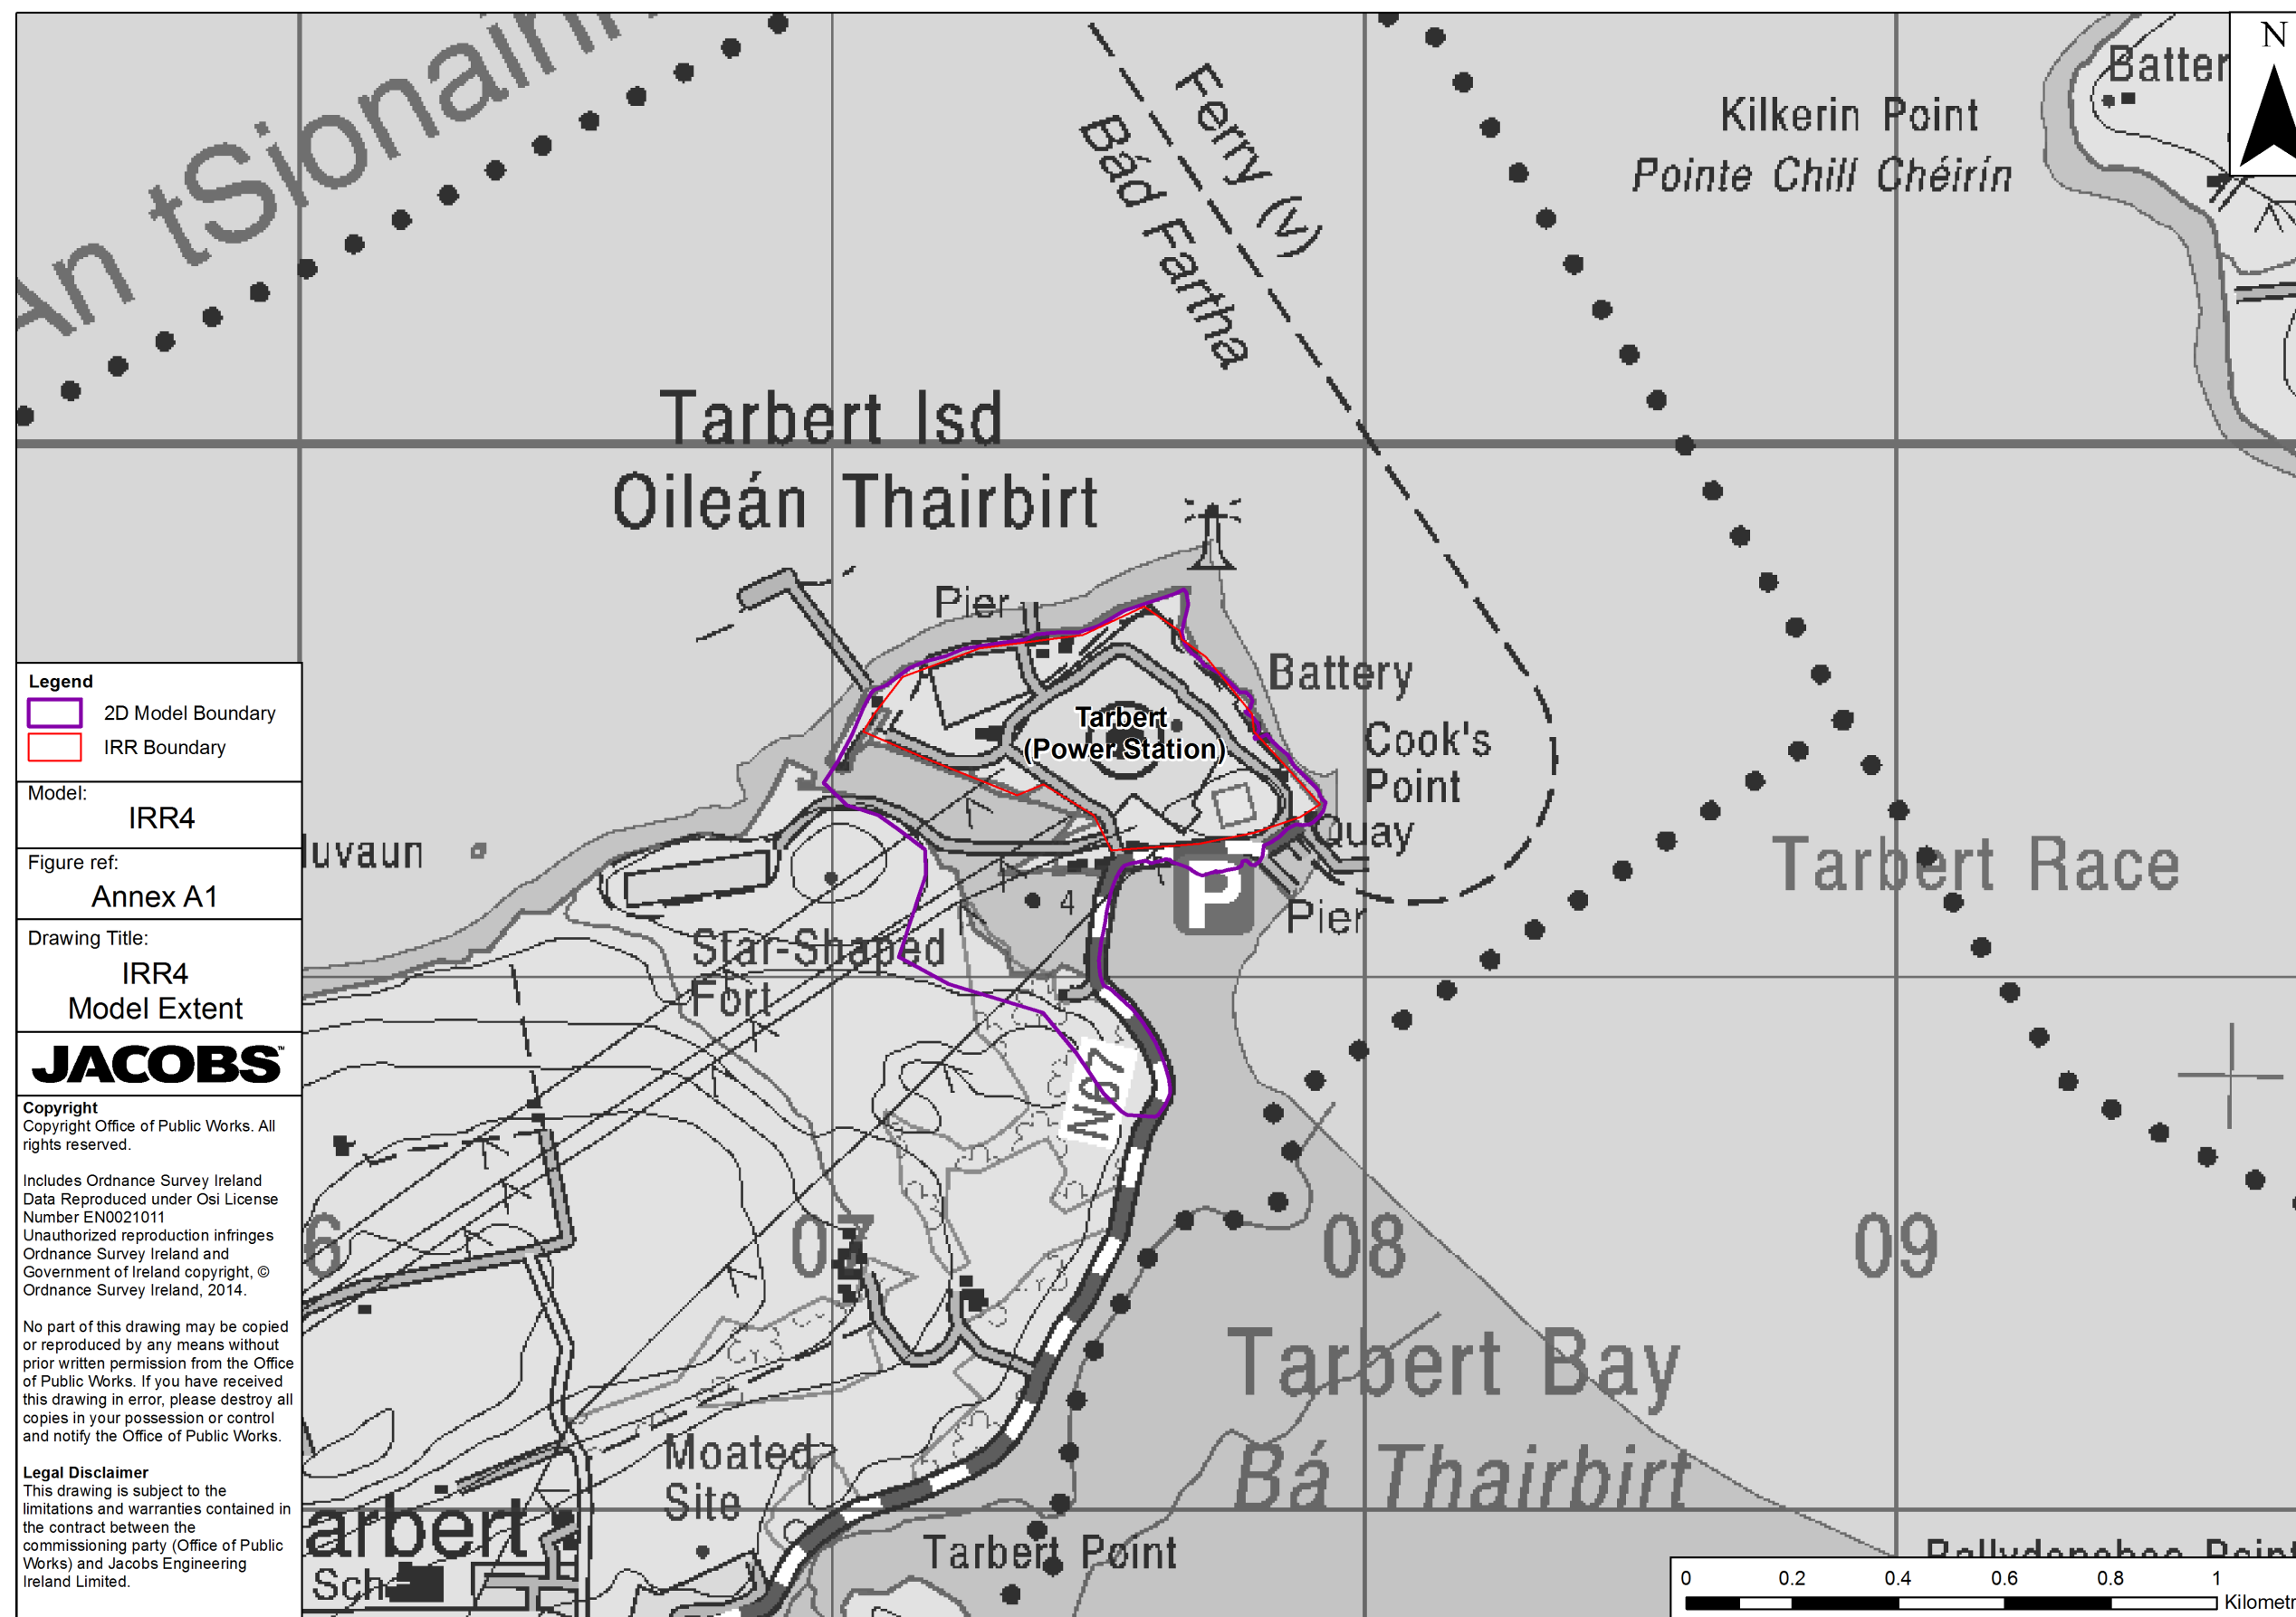 An tSionainn
Ferry (v)
Bád Fartha
Kilkerin Point
Pointe Chill Chéirín
Batter
N
Tarbert Isd
Oileán Thairbirt
Pier
Battery
Tarbert
(Power Station)
Cook's
Point
Quay
P
Pier
4
Tarbert Race
luvaun
Star-Shaped
Fort
N67
6
07
08
09
Tarbert Bay
Bá Thairbirt
Moated
Site
Tarbert Point
arbert
Sch
Legend
2D Model Boundary
IRR Boundary
Model:
IRR4
Figure ref:
Annex A1
Drawing Title:
IRR4
Model Extent
JACOBS™
Copyright
Copyright Office of Public Works. All
rights reserved.
Includes Ordnance Survey Ireland
Data Reproduced under Osi License
Number EN0021011
Unauthorized reproduction infringes
Ordnance Survey Ireland and
Government of Ireland copyright, ©
Ordnance Survey Ireland, 2014.
No part of this drawing may be copied
or reproduced by any means without
prior written permission from the Office
of Public Works. If you have received
this drawing in error, please destroy all
copies in your possession or control
and notify the Office of Public Works.
Legal Disclaimer
This drawing is subject to the
limitations and warranties contained in
the contract between the
commissioning party (Office of Public
Works) and Jacobs Engineering
Ireland Limited.
0 0.2 0.4 0.6 0.8 1
Kilometr